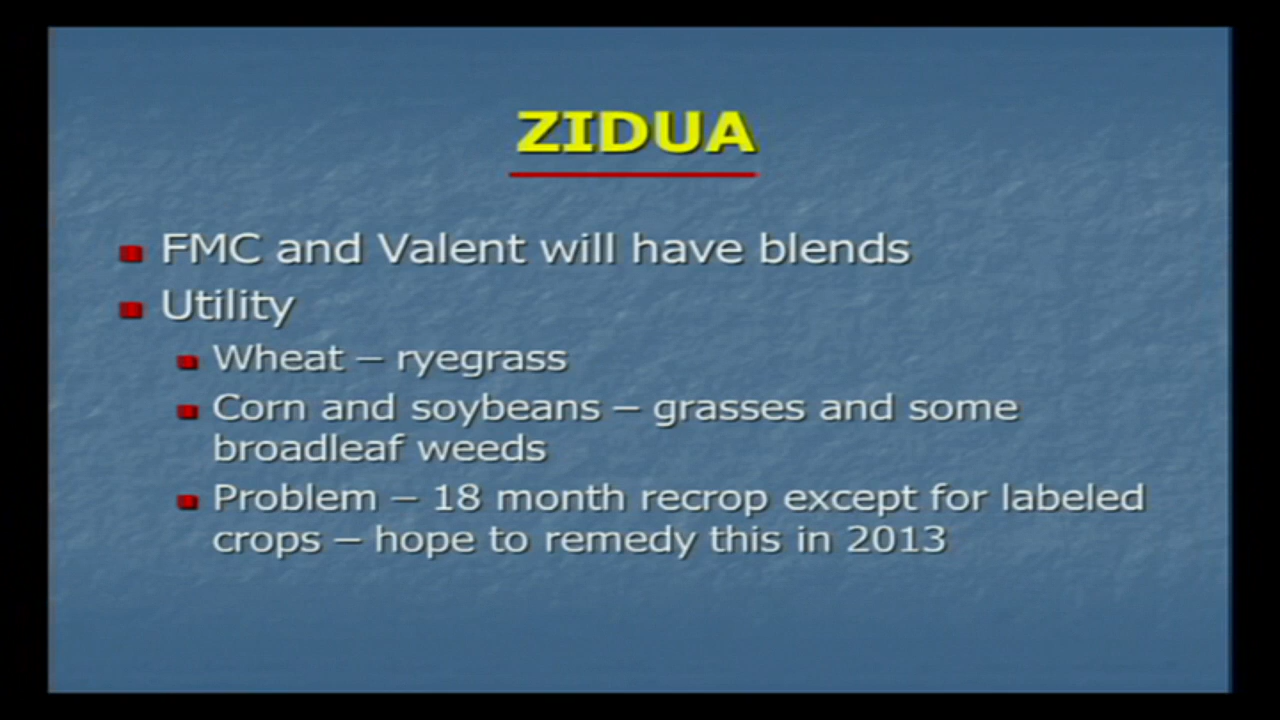 ZIDUA
FMC and Valent will have blends
Utility
Wheat – ryegrass
Corn and soybeans – grasses and some
broadleaf weeds
Problem – 18 month recrop except for labeled
crops – hope to remedy this in 2013